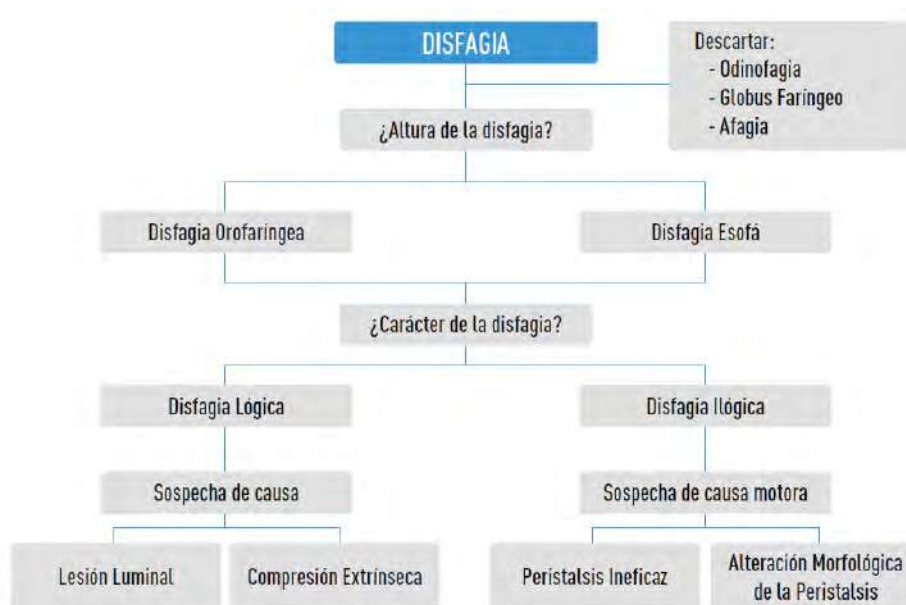 DISFAGIA
Descartar:
- Odinofagia
- Globus Faríngeo
- Afagia
¿Altura de la disfagia?
Disfagia Orofaríngea
Disfagia Esofá
¿Carácter de la disfagia?
Disfagia Lógica
Disfagia Ilógica
Sospecha de causa
Sospecha de causa motora
Lesión Luminal
Compresión Extrínseca
Peristalsis Ineficaz
Alteración Morfológica
de la Peristalsis